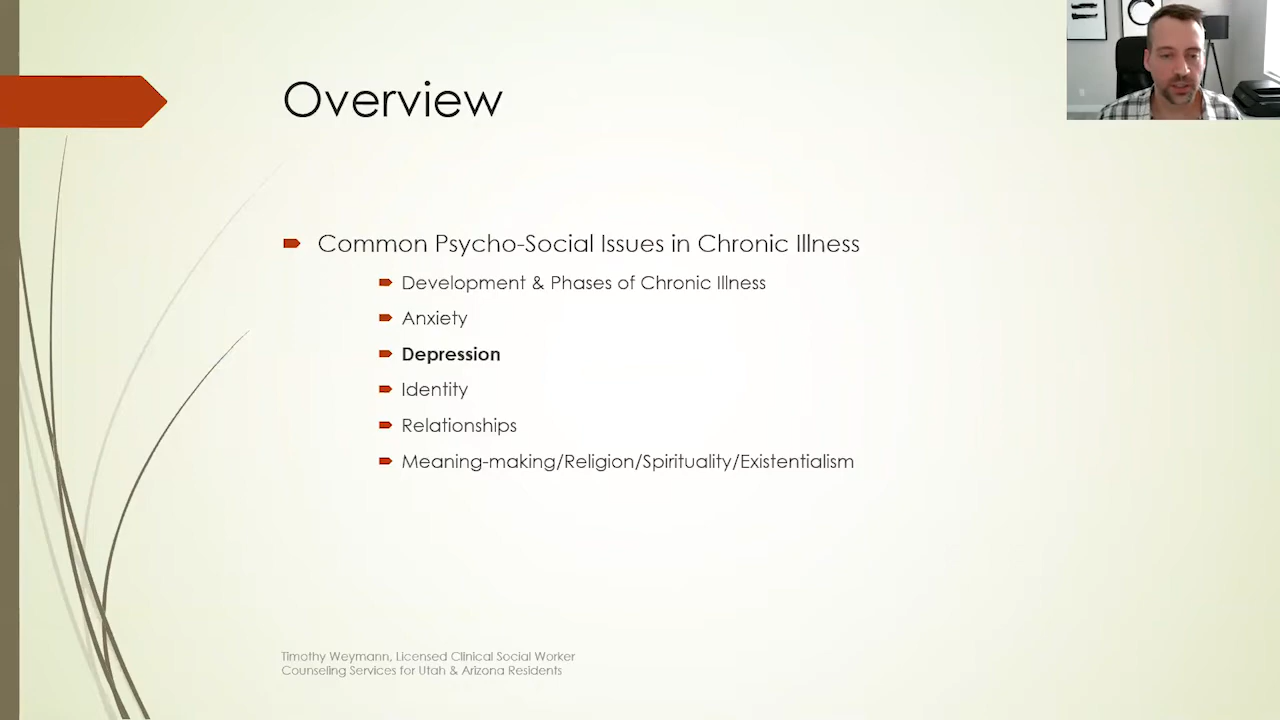 Overview
Common Psycho-Social Issues in Chronic Illness
Development & Phases of Chronic Illness
Anxiety
Depression
Identity
Relationships
Meaning-making/Religion/Spirituality/Existentialism
Timothy Weymann, Licensed Clinical Social Worker
Counseling Services for Utah & Arizona Residents